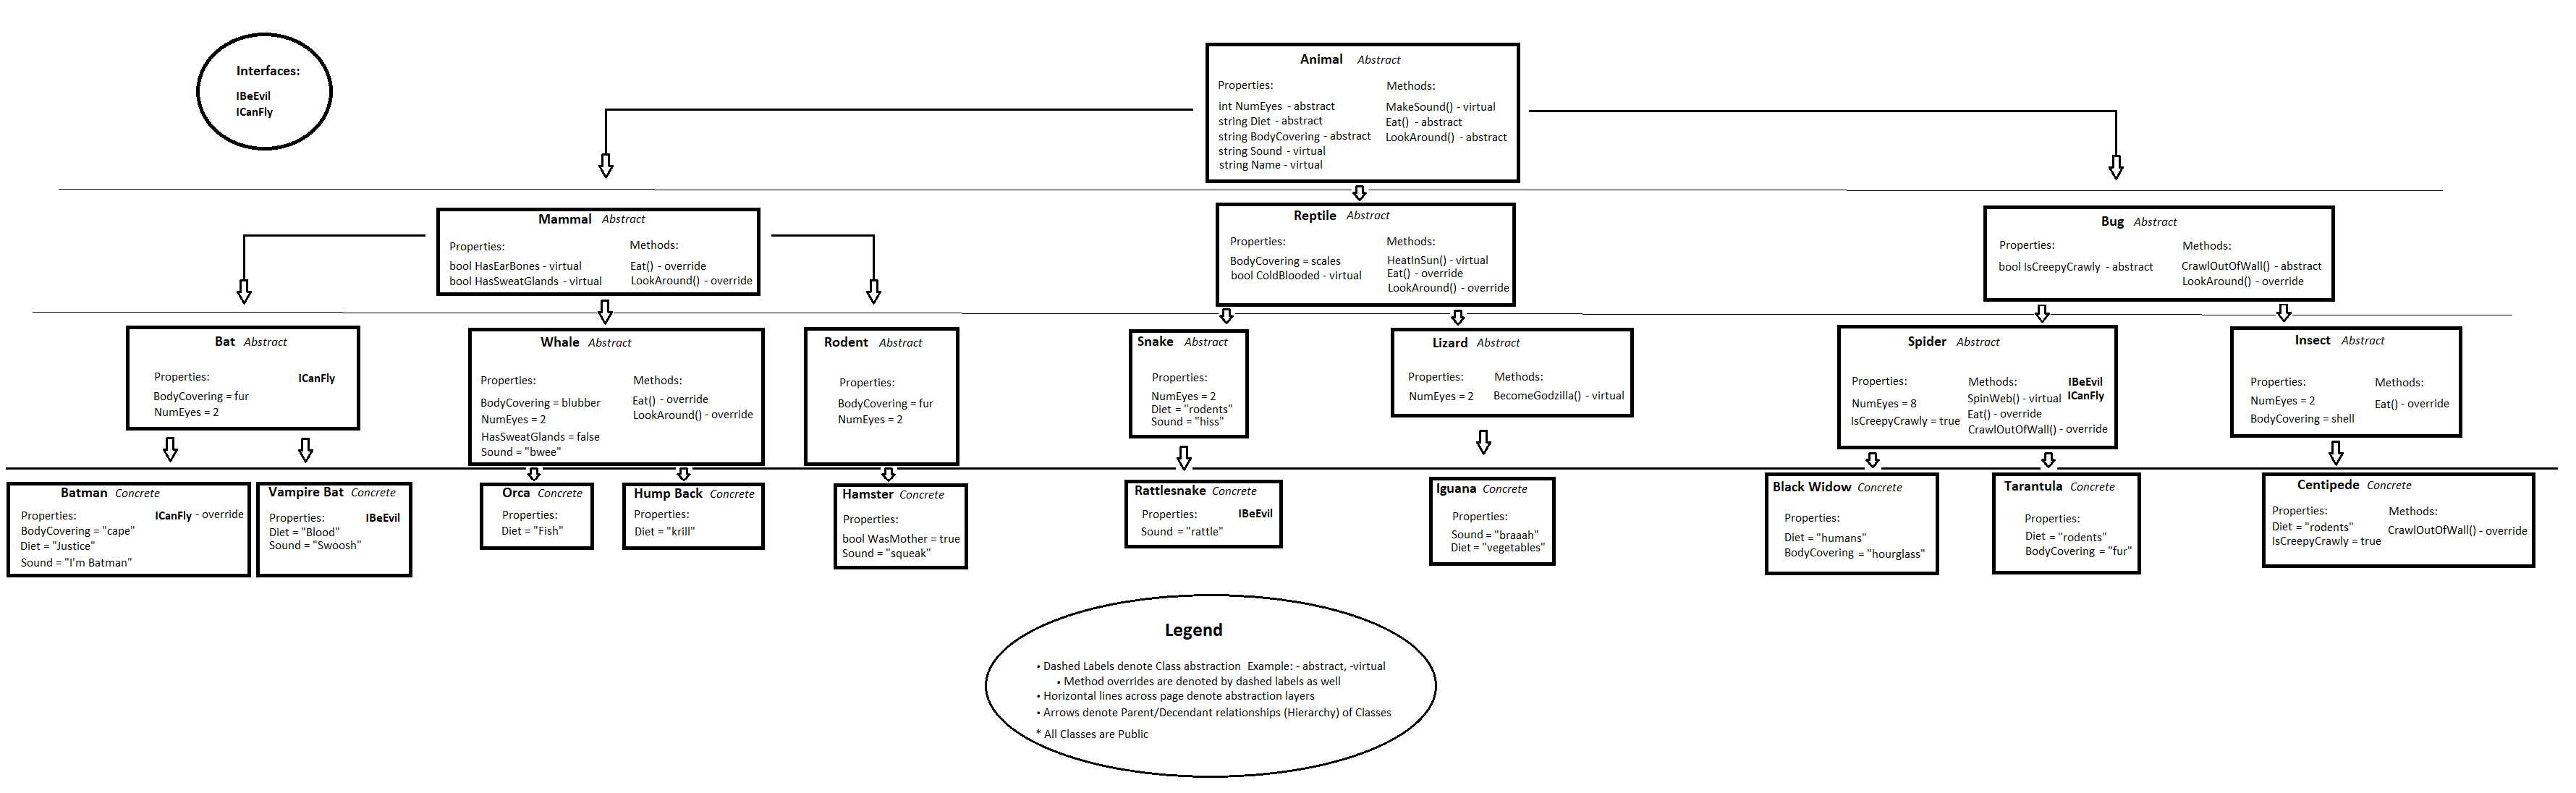 Interfaces:
IBeEvil
ICanFly
Animal Abstract
Properties:
int NumEyes - abstract
string Diet - abstract
string BodyCovering - abstract
string Sound - virtual
string Name - virtual
Methods:
MakeSound() - virtual
Eat() - abstract
LookAround() - abstract
Mammal Abstract
Properties:
bool HasEarBones - virtual
bool HasSweatGlands - virtual
Methods:
Eat() - override
LookAround() - override
Reptile Abstract
Properties:
BodyCovering = scales
bool ColdBlooded - virtual
Methods:
HeatInSun() - virtual
Eat() - override
LookAround() - override
Bug Abstract
Properties:
bool IsCreepyCrawly - abstract
Methods:
CrawlOutOfWall() - abstract
LookAround() - override
Bat Abstract
Properties:
BodyCovering = fur
NumEyes = 2
ICanFly
Whale Abstract
Properties:
BodyCovering = blubber
NumEyes = 2
HasSweatGlands = false
Sound = "bwee"
Methods:
Eat() - override
LookAround() - override
Rodent Abstract
Properties:
BodyCovering = fur
NumEyes = 2
Snake Abstract
Properties:
NumEyes = 2
Diet = "rodents"
Sound = "hiss"
Lizard Abstract
Properties:
NumEyes = 2
Methods:
BecomeGodzilla() - virtual
Spider Abstract
Properties:
NumEyes = 8
IsCreepyCrawly = true
Methods:
SpinWeb() - virtual
Eat() - override
CrawlOutOfWall() - override
IBeEvil
ICanFly
Insect Abstract
Properties:
NumEyes = 2
BodyCovering = shell
Methods:
Eat() - override
Batman Concrete
Properties:
BodyCovering = "cape"
Diet = "Justice"
Sound = "I'm Batman"
ICanFly - override
Vampire Bat Concrete
Properties:
Diet = "Blood"
Sound = "Swoosh"
IBeEvil
Orca Concrete
Properties:
Diet = "Fish"
Hump Back Concrete
Properties:
Diet = "krill"
Hamster Concrete
Properties:
bool WasMother = true
Sound = "squeak"
Rattlesnake Concrete
Properties:
Sound = "rattle"
IBeEvil
Iguana Concrete
Properties:
Sound = "braaah"
Diet = "vegetables"
Black Widow Concrete
Properties:
Diet = "humans"
BodyCovering = "hourglass"
Tarantula Concrete
Properties:
Diet = "rodents"
BodyCovering = "fur"
Centipede Concrete
Properties:
Diet = "rodents"
IsCreepyCrawly = true
Methods:
CrawlOutOfWall() - override
Legend
• Dashed Labels denote Class abstraction Example: - abstract, -virtual
• Method overrides are denoted by dashed labels as well
• Horizontal lines across page denote abstraction layers
• Arrows denote Parent/Decendant relationships (Hierarchy) of Classes
* All Classes are Public